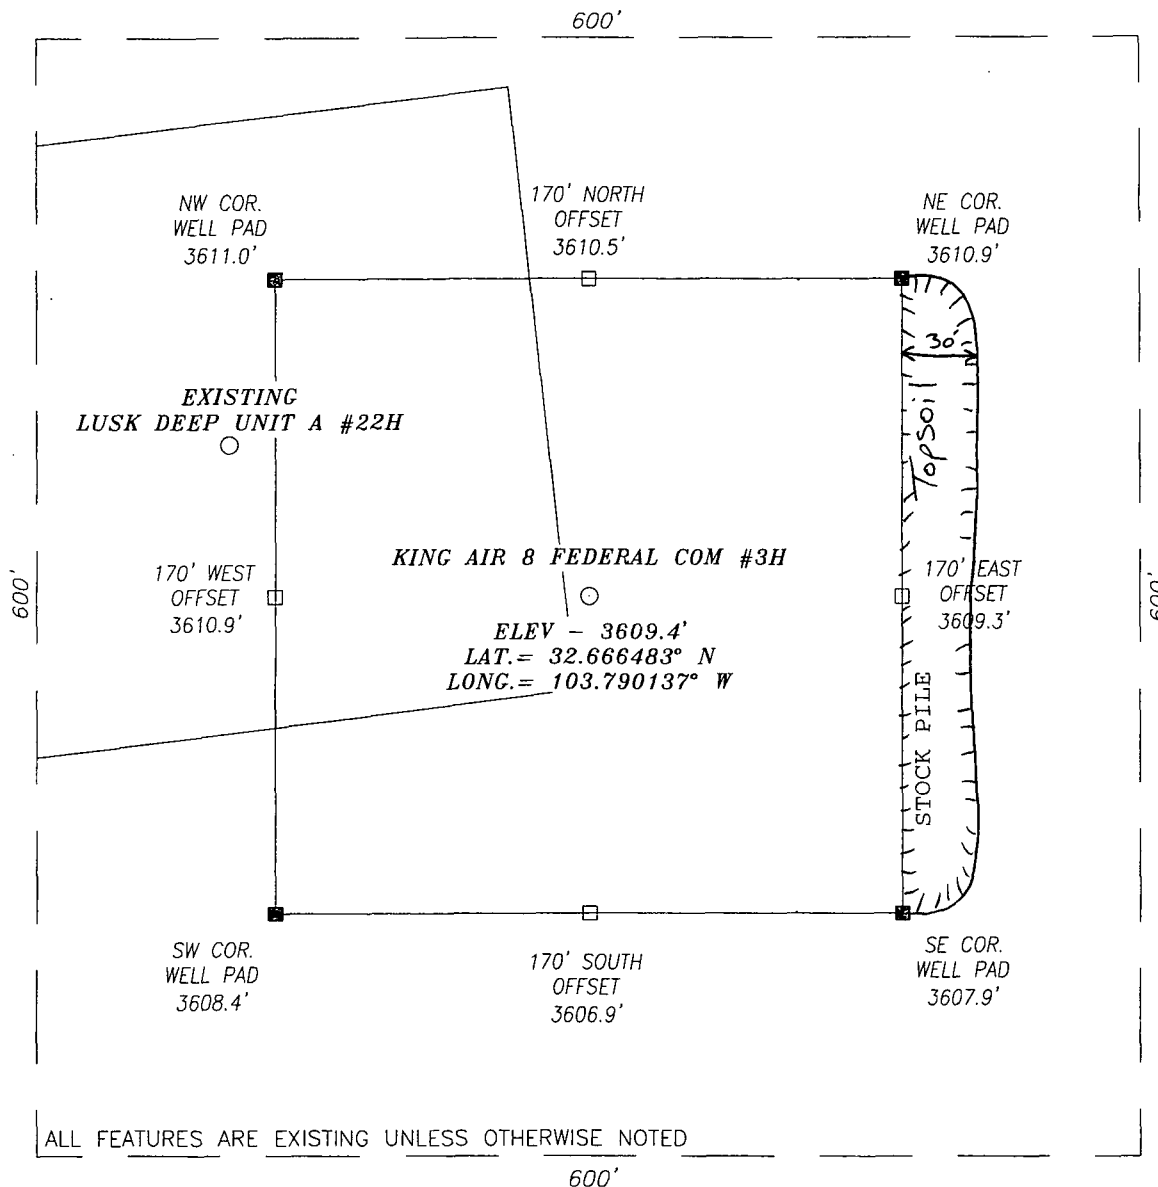 600'
NW COR.
WELL PAD
3611.0'
170' NORTH
OFFSET
3610.5'
NE COR.
WELL PAD
3610.9'
30'
Topsoil
EXISTING
LUSK DEEP UNIT A #22H
KING AIR 8 FEDERAL COM #3H
600'
170' WEST
OFFSET
3610.9'
170' EAST
OFFSET
3609.3'
600'
ELEV - 3609.4'
LAT.= 32.666483° N
LONG.= 103.790137° W
STOCK PILE
SW COR.
WELL PAD
3608.4'
170' SOUTH
OFFSET
3606.9'
SE COR.
WELL PAD
3607.9'
ALL FEATURES ARE EXISTING UNLESS OTHERWISE NOTED
600'